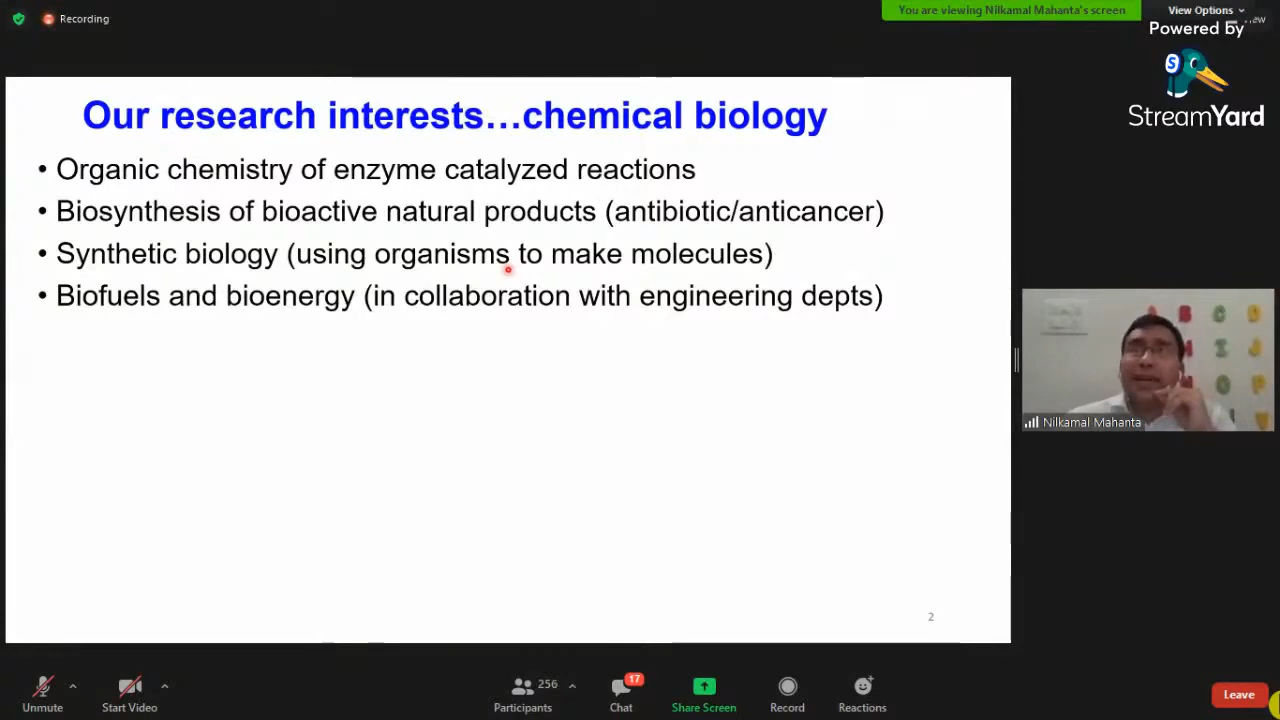 Recording
You are viewing Nilkamal Mahanta's screen
View Options
View
Powered by
S
StreamYard
Our research interests…chemical biology
• Organic chemistry of enzyme catalyzed reactions
• Biosynthesis of bioactive natural products (antibiotic/anticancer)
• Synthetic biology (using organisms to make molecules)
• Biofuels and bioenergy (in collaboration with engineering depts)
2
A B C D
I J
O P
Nilkamal Mahanta
Unmute
Start Video
256
Participants
17
Chat
Share Screen
Record
Reactions
Leave